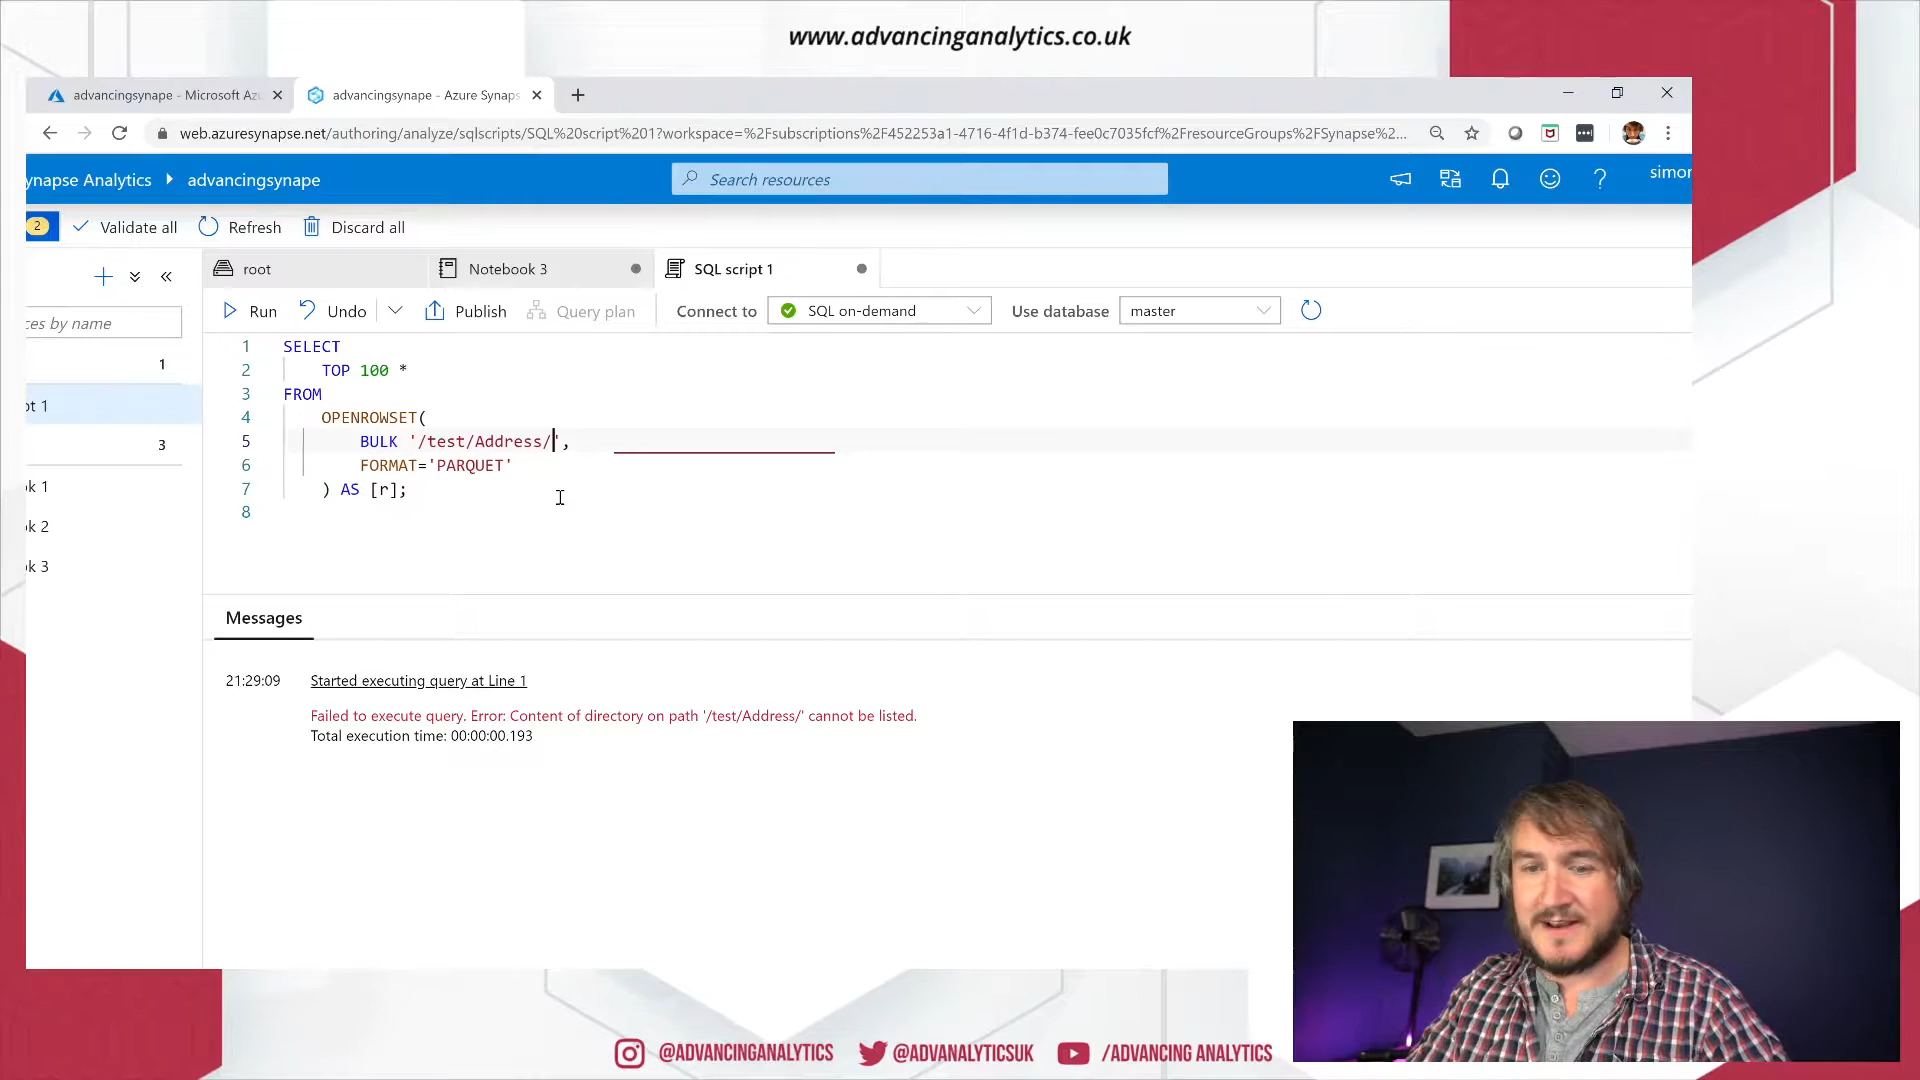 www.advancinganalytics.co.uk
advancingsynape - Microsoft Azu
advancingsynape - Azure Synaps
web.azuresynapse.net/authoring/analyze/sqlscripts/SQL%20script%201?workspace=%2Fsubscriptions%2F452253a1-4716-4f1d-b374-fee0c7035fcf%2FresourceGroups%2FSynapse%2...
ynapse Analytics advancingsynape
Search resources
simon
2 Validate all Refresh Discard all
root
Notebook 3
SQL script 1
Run Undo Publish Query plan Connect to SQL on-demand Use database master
ces by name
1
pt 1
3
ok 1
ok 2
ok 3
1 SELECT
2 TOP 100 *
3 FROM
4 OPENROWSET(
5 BULK '/test/Address/',
6 FORMAT='PARQUET'
7 ) AS [r];
8
Messages
21:29:09 Started executing query at Line 1
Failed to execute query. Error: Content of directory on path '/test/Address/' cannot be listed.
Total execution time: 00:00:00.193
@ADVANCINGANALYTICS @ADVANALYTICSUK /ADVANCING ANALYTICS